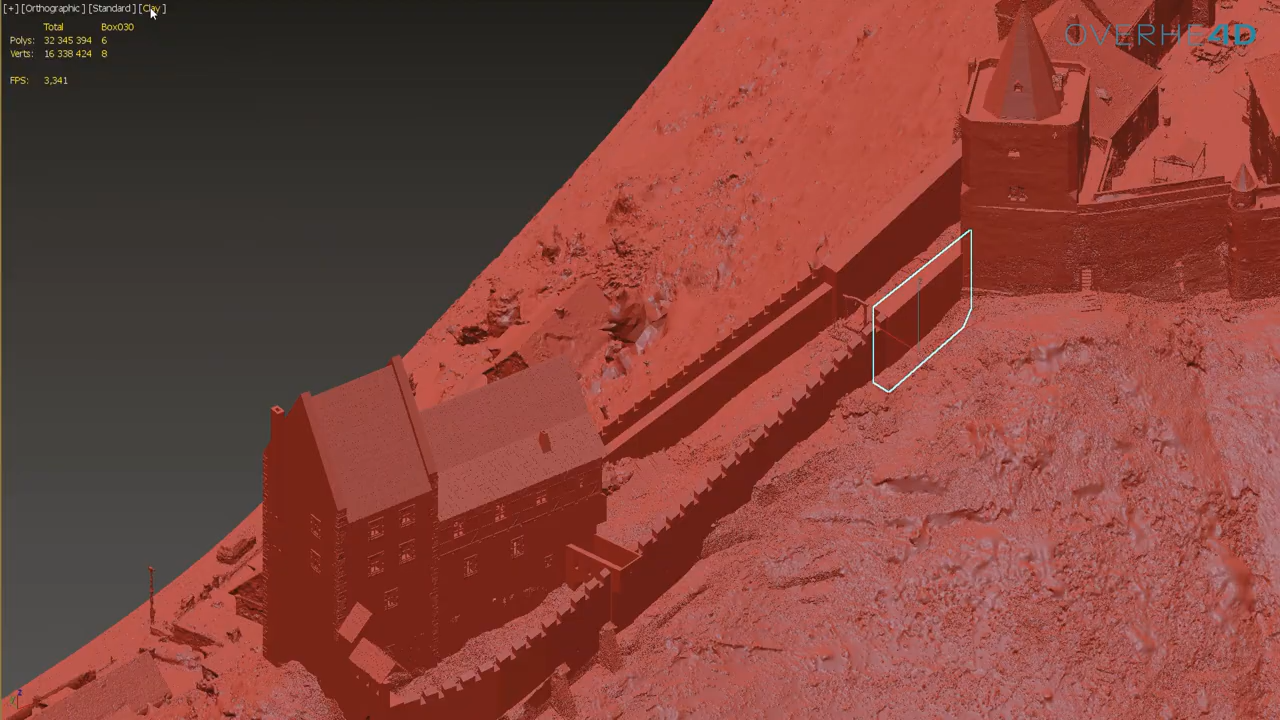 [+] [Orthographic] [Standard] [Clay]
OVERHE4D
Total Box030
Polys: 32 345 394 6
Verts: 16 338 424 8
FPS: 3,341
z